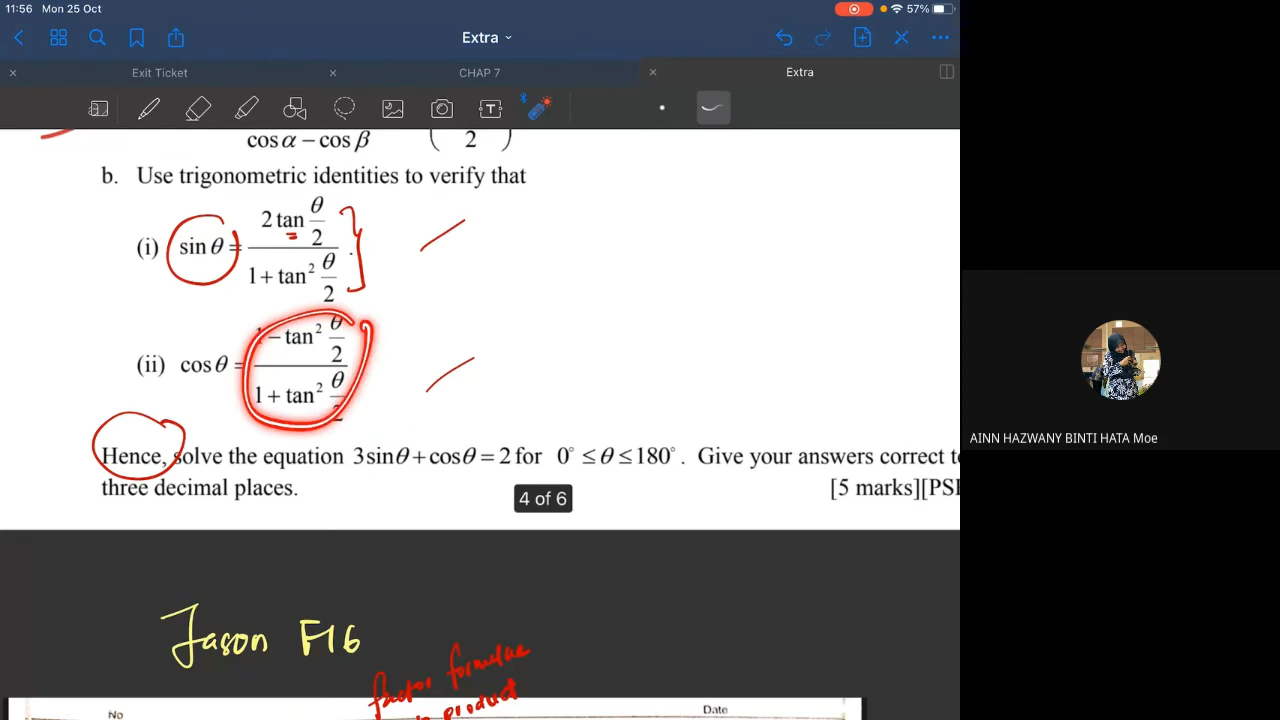 11:56 Mon 25 Oct 57%
Extra
Exit Ticket CHAP 7 Extra
cos α − cos β ( 2 )
b. Use trigonometric identities to verify that
(i) sin θ = 2 tan θ/2 / 1 + tan² θ/2 .
(ii) cos θ = 1 − tan² θ/2 / 1 + tan² θ/2
Hence, solve the equation 3 sin θ + cos θ = 2 for 0° ≤ θ ≤ 180° . Give your answers correct to
three decimal places. [5 marks][PS
4 of 6
Jason F16
factor formulae
product
No Date
AINN HAZWANY BINTI HATA Moe